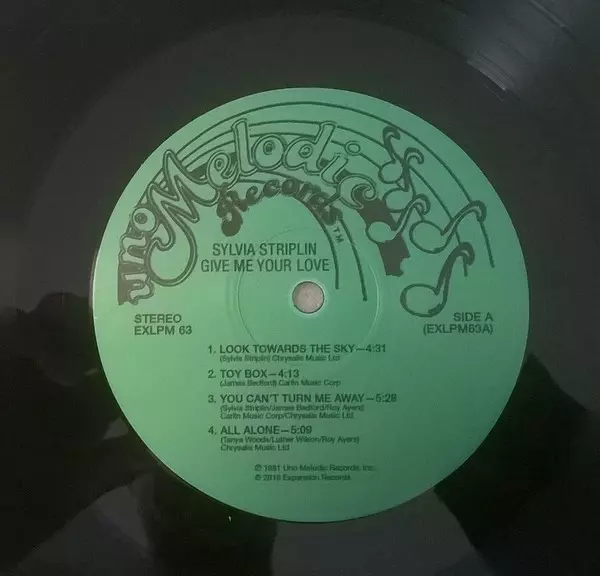 uno Melodic
Records™
SYLVIA STRIPLIN
GIVE ME YOUR LOVE
STEREO
EXLPM 63
SIDE A
(EXLPM63A)
1. LOOK TOWARDS THE SKY—4:31
(Sylvia Striplin) Chrysalis Music Ltd
2. TOY BOX—4:13
(James Bedford) Carlin Music Corp
3. YOU CAN'T TURN ME AWAY—5:29
(Sylvia Striplin/James Bedford/Roy Ayers)
Carlin Music Corp/Chrysalis Music Ltd.
4. ALL ALONE—5:09
(Tanya Woods/Luther Wilson/Roy Ayers)
Chrysalis Music Ltd
℗ 1981 Uno Melodic Records, Inc.
© 2018 Expansion Records